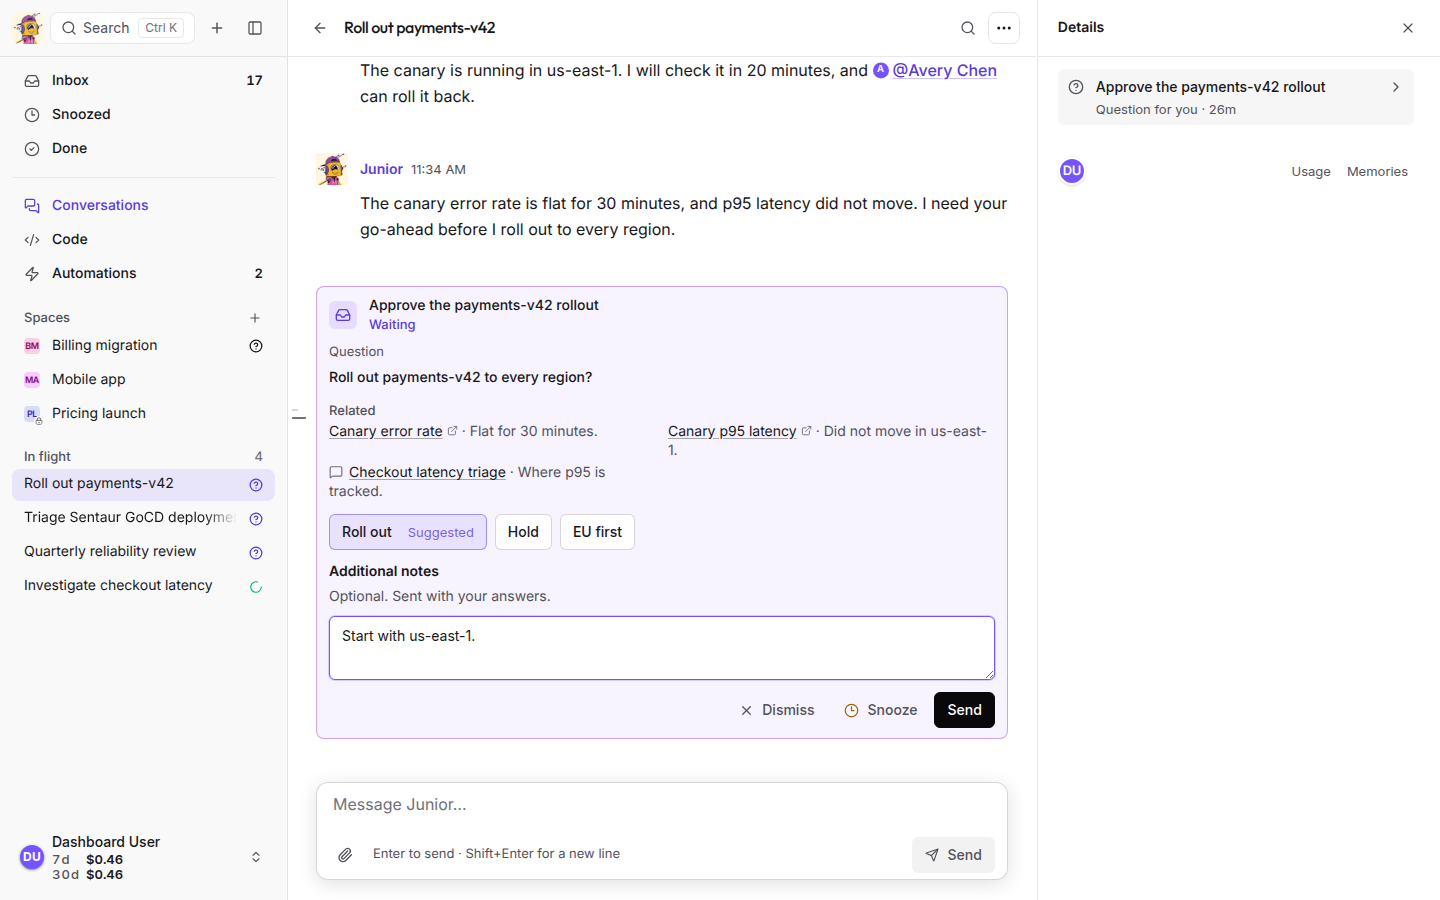 Search Ctrl K
Inbox 17
Snoozed
Done
Conversations
Code
Automations 2
Spaces
BM Billing migration
MA Mobile app
PL Pricing launch
In flight 4
Roll out payments-v42
Triage Sentaur GoCD deployme
Quarterly reliability review
Investigate checkout latency
DU Dashboard User
7d $0.46
30d $0.46
Roll out payments-v42
The canary is running in us-east-1. I will check it in 20 minutes, and A @Avery Chen
can roll it back.
Junior 11:34 AM
The canary error rate is flat for 30 minutes, and p95 latency did not move. I need your
go-ahead before I roll out to every region.
Approve the payments-v42 rollout
Waiting
Question
Roll out payments-v42 to every region?
Related
Canary error rate · Flat for 30 minutes.
Canary p95 latency · Did not move in us-east-
1.
Checkout latency triage · Where p95 is
tracked.
Roll out Suggested Hold EU first
Additional notes
Optional. Sent with your answers.
Start with us-east-1.
Dismiss Snooze Send
Message Junior...
Enter to send · Shift+Enter for a new line Send
Details
Approve the payments-v42 rollout
Question for you · 26m
DU Usage Memories